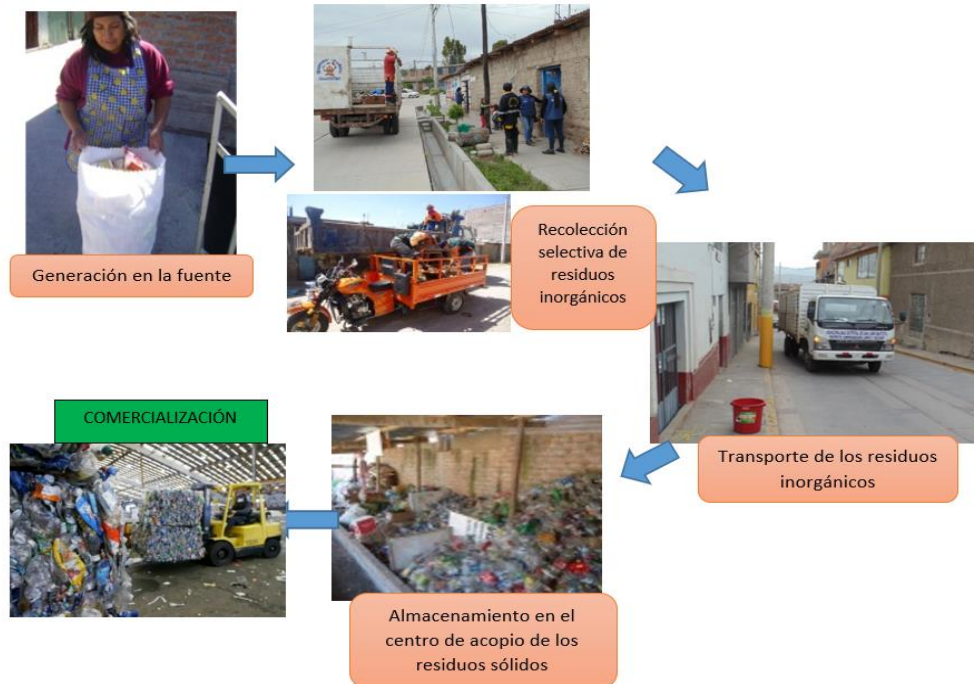 Generación en la fuente
Recolección
selectiva de
residuos
inorgánicos
Transporte de los residuos
inorgánicos
COMERCIALIZACIÓN
Almacenamiento en el
centro de acopio de los
residuos sólidos